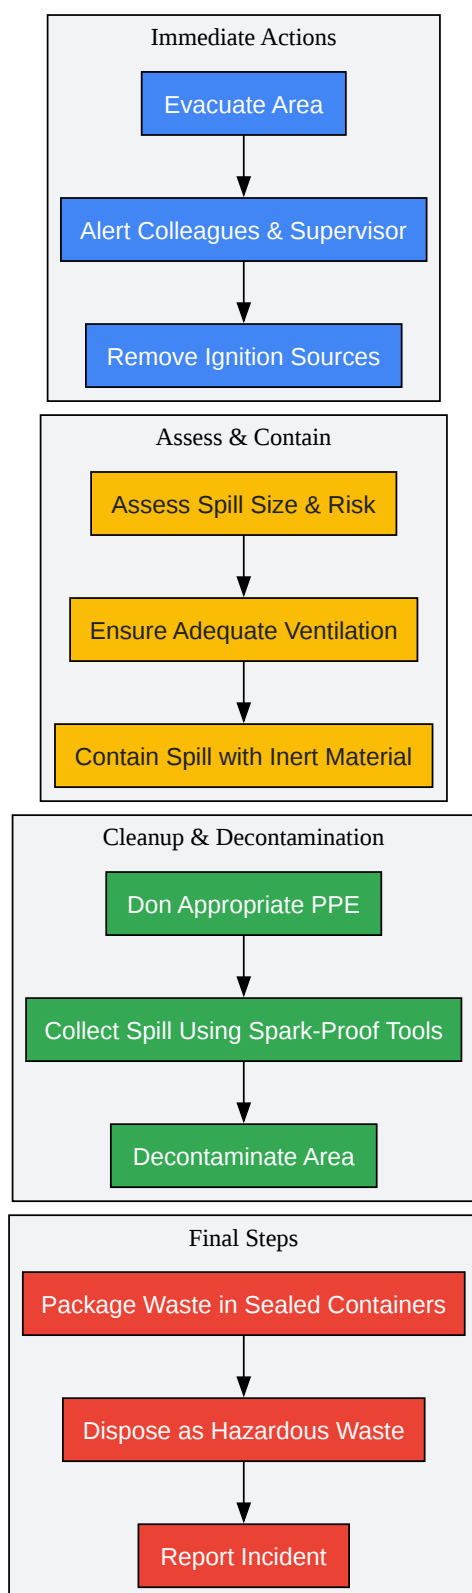 Immediate Actions
Evacuate Area
Alert Colleagues & Supervisor
Remove Ignition Sources
Assess & Contain
Assess Spill Size & Risk
Ensure Adequate Ventilation
Contain Spill with Inert Material
Cleanup & Decontamination
Don Appropriate PPE
Collect Spill Using Spark-Proof Tools
Decontaminate Area
Final Steps
Package Waste in Sealed Containers
Dispose as Hazardous Waste
Report Incident